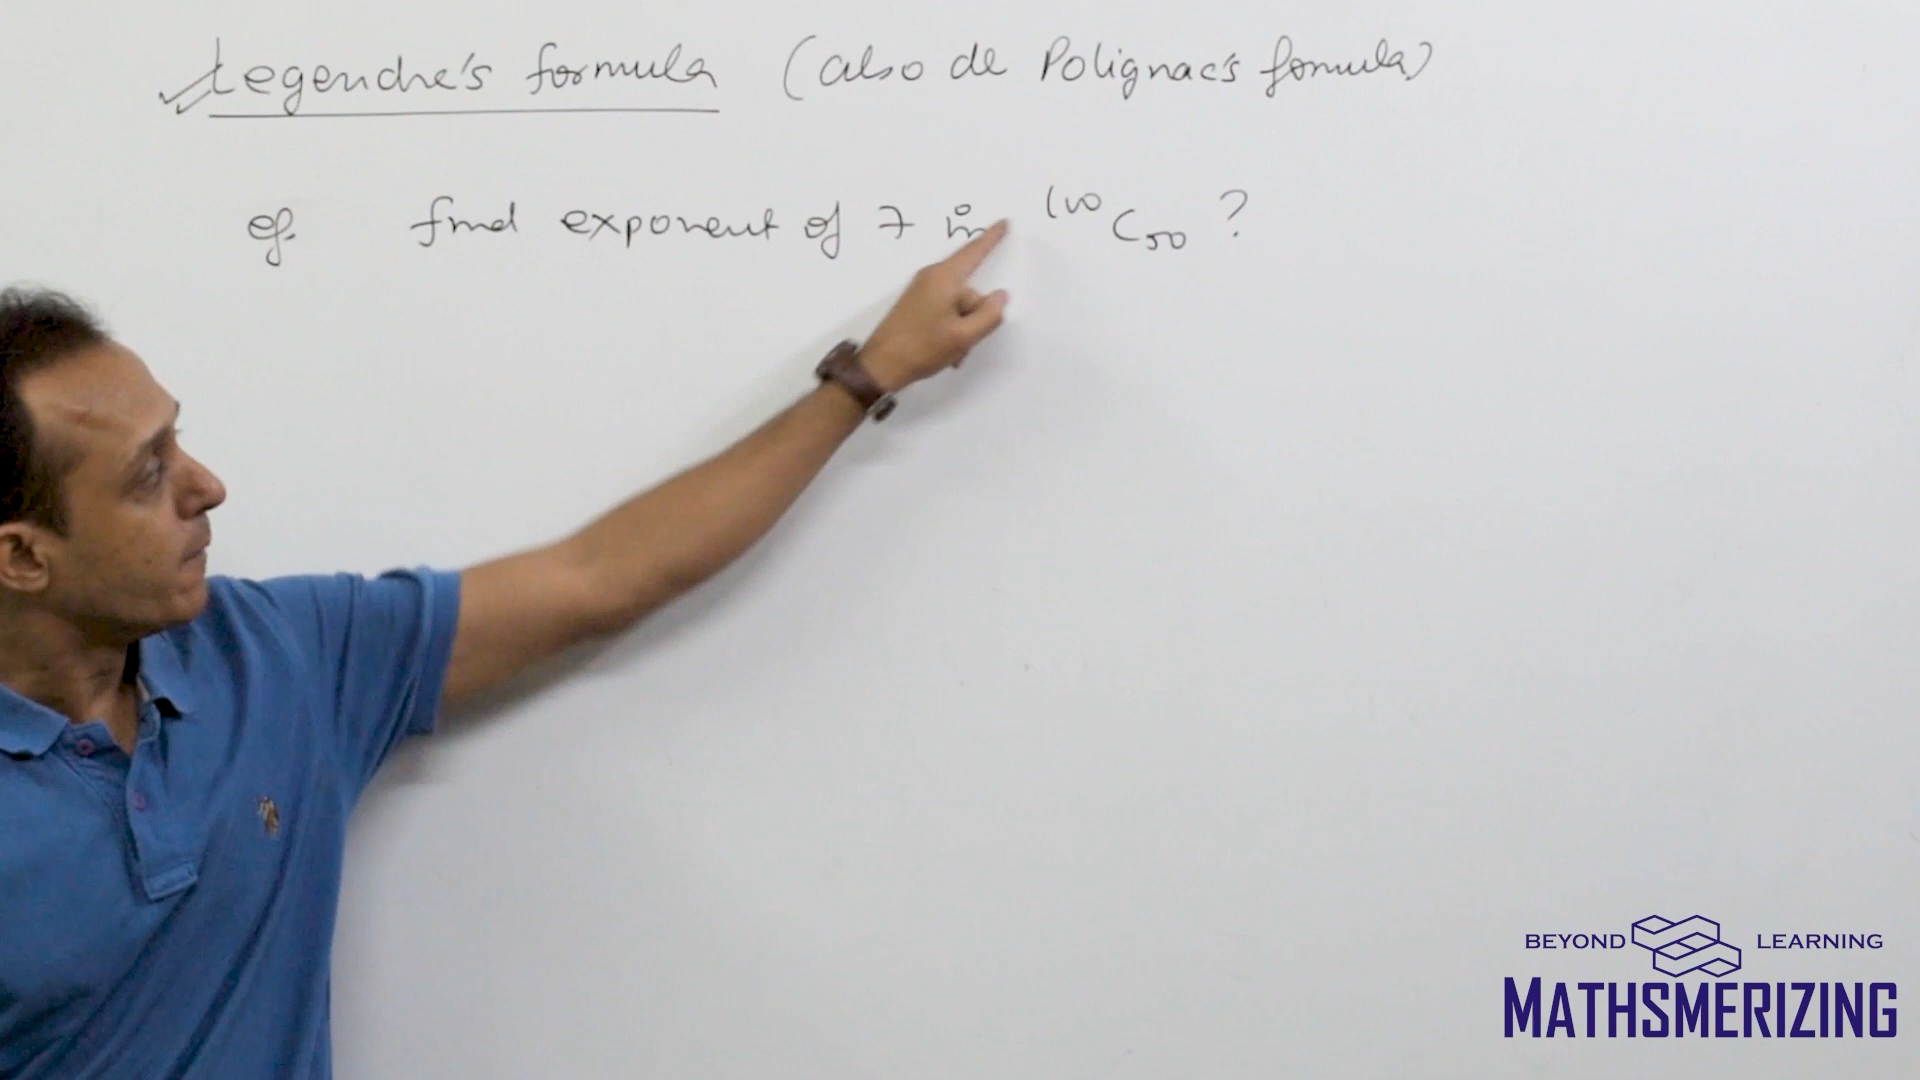 Legendre's formula (also de Polignac's formula)
eg. find exponent of 7 in ¹⁰⁰C₅₀ ?
BEYOND LEARNING
MATHSMERIZING